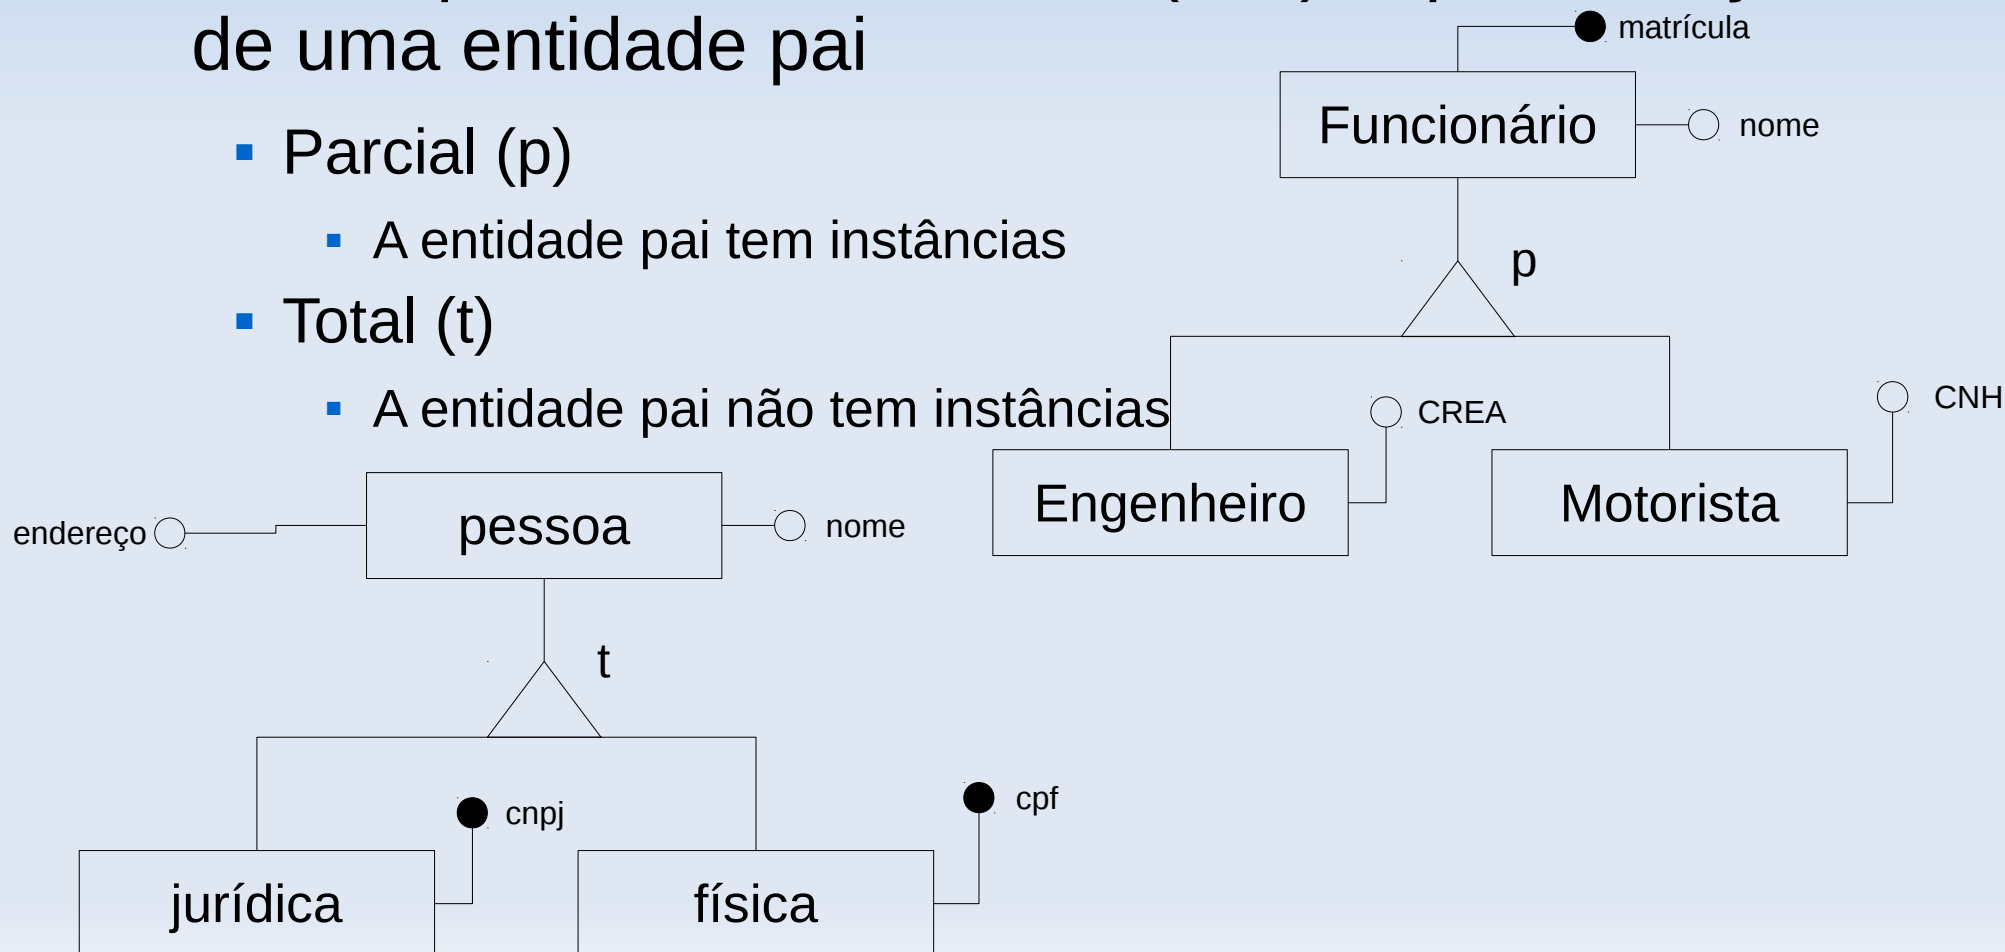 de uma entidade pai
Parcial (p)
A entidade pai tem instâncias
Total (t)
A entidade pai não tem instâncias
matrícula
Funcionário
nome
p
CREA
CNH
Engenheiro
Motorista
endereço
pessoa
nome
t
cnpj
cpf
jurídica
física